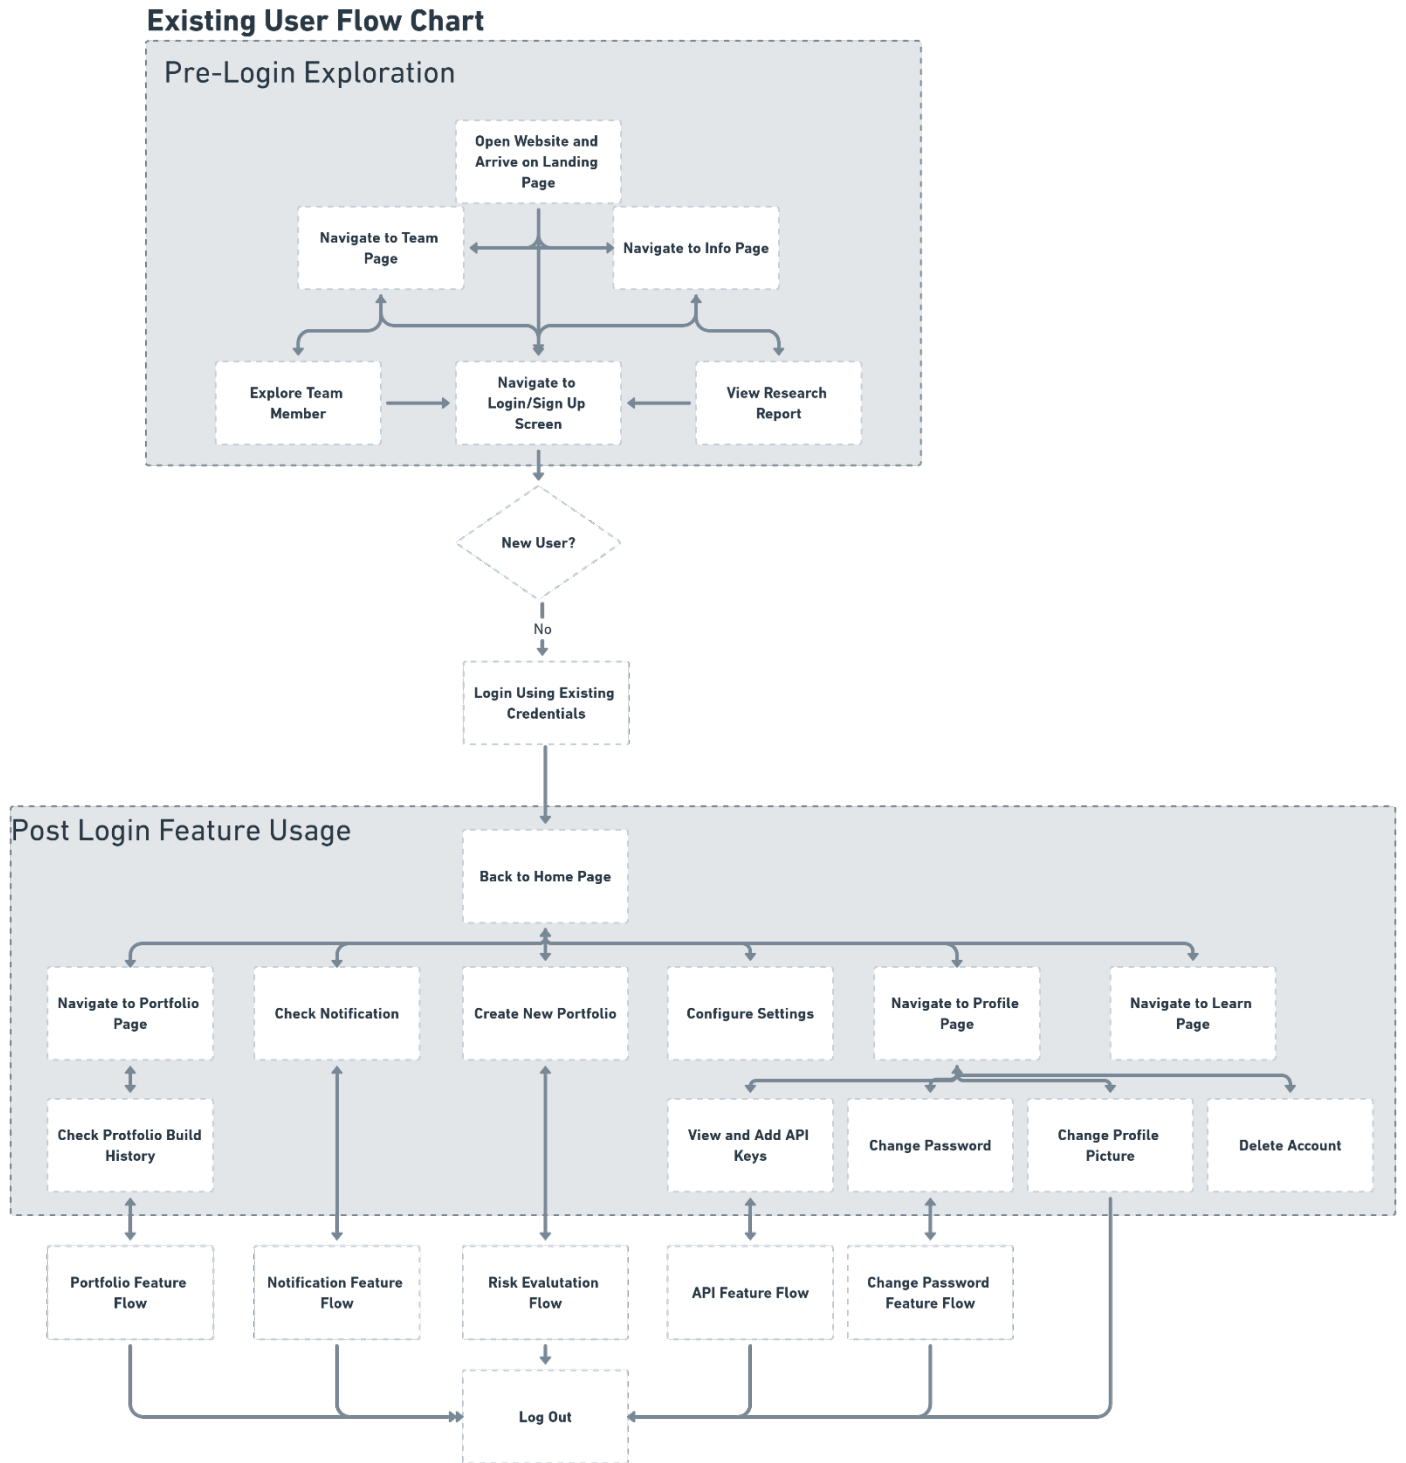 Existing User Flow Chart
Pre-Login Exploration
Open Website and
Arrive on Landing
Page
Navigate to Team
Page
Navigate to Info Page
Explore Team
Member
Navigate to
Login/Sign Up
Screen
View Research
Report
New User?
No
Login Using Existing
Credentials
Post Login Feature Usage
Back to Home Page
Navigate to Portfolio
Page
Check Notification
Create New Portfolio
Configure Settings
Navigate to Profile
Page
Navigate to Learn
Page
Check Protfolio Build
History
View and Add API
Keys
Change Password
Change Profile
Picture
Delete Account
Portfolio Feature
Flow
Notification Feature
Flow
Risk Evalutation
Flow
API Feature Flow
Change Password
Feature Flow
Log Out